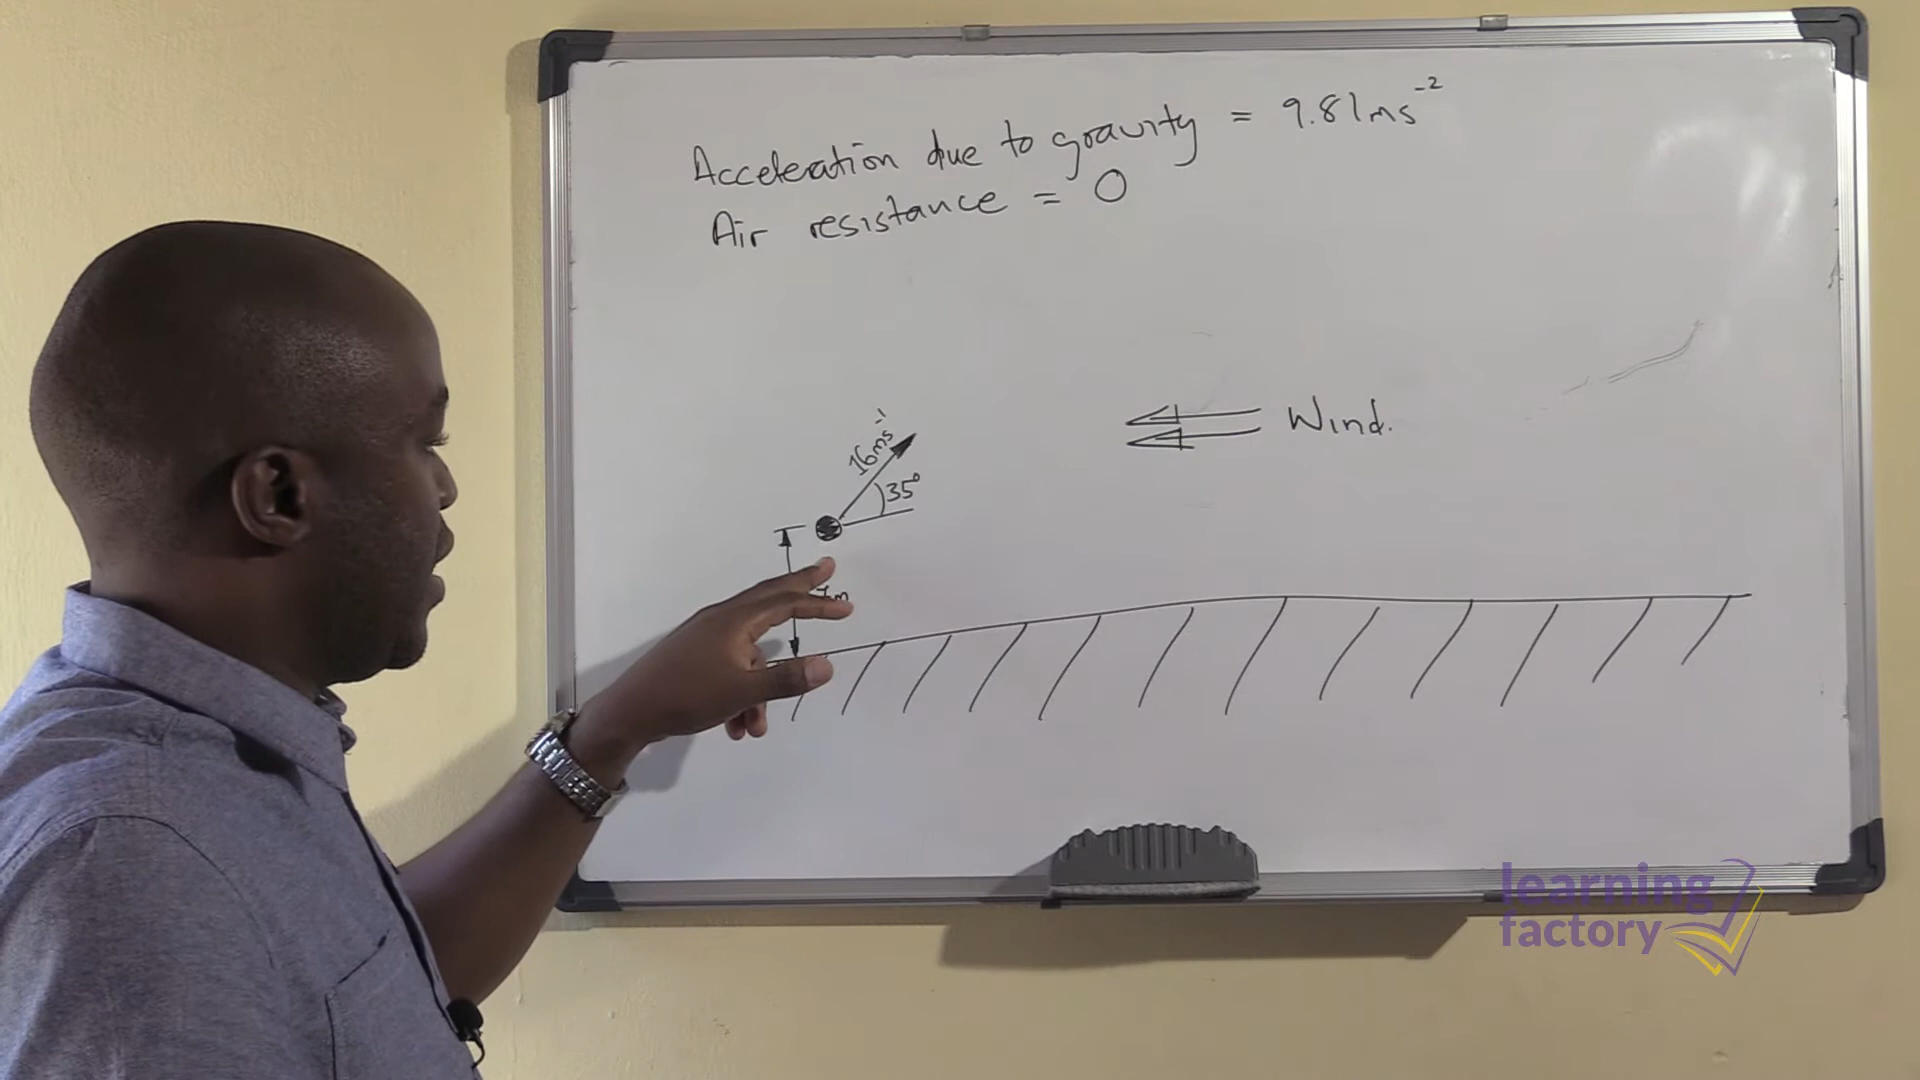 Acceleration due to gravity = 9.81ms⁻²
Air resistance = 0
Wind.
16ms⁻¹
35°
learning
factory